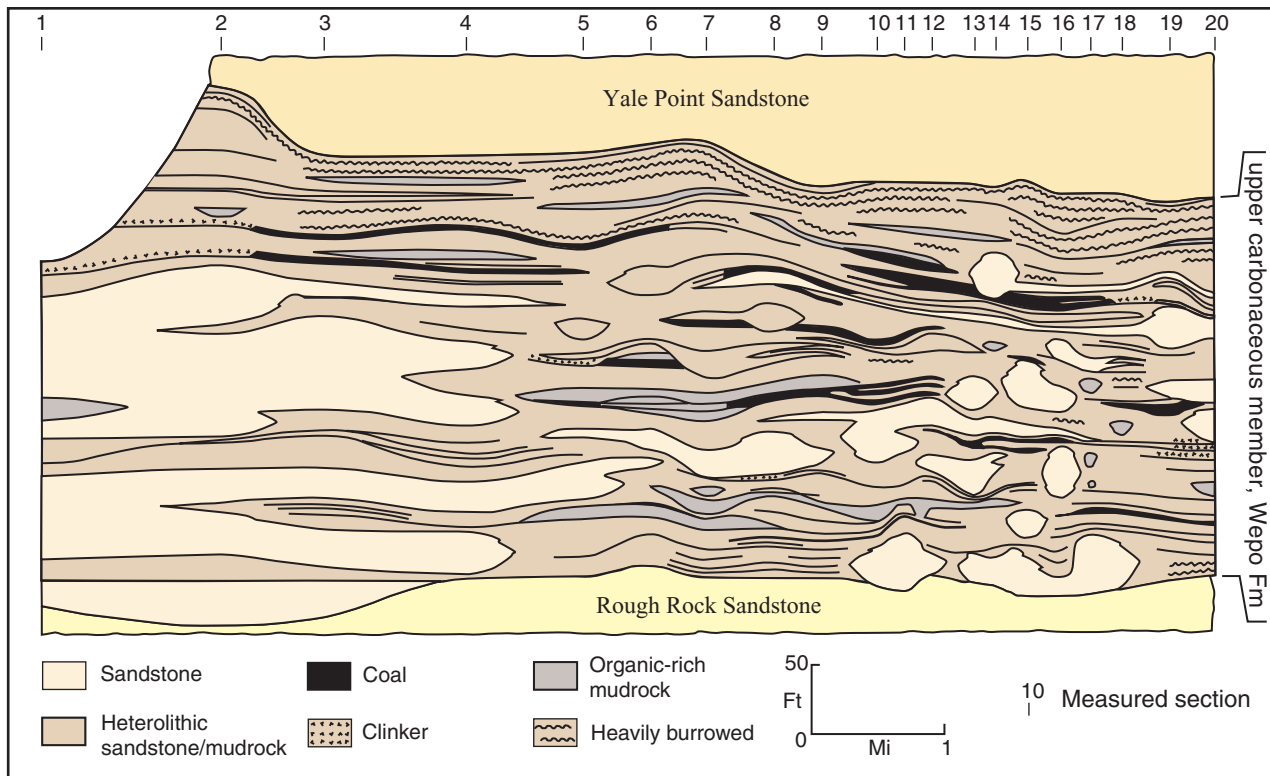 1 2 3 4 5 6 7 8 9 10 11 12 13 14 15 16 17 18 19 20
Yale Point Sandstone
upper carbonaceous member, Wepo Fm
Rough Rock Sandstone
Sandstone
Heterolithic
sandstone/mudrock
Coal
Clinker
Organic-rich
mudrock
Heavily burrowed
50
Ft
0
Mi
1
10
Measured section